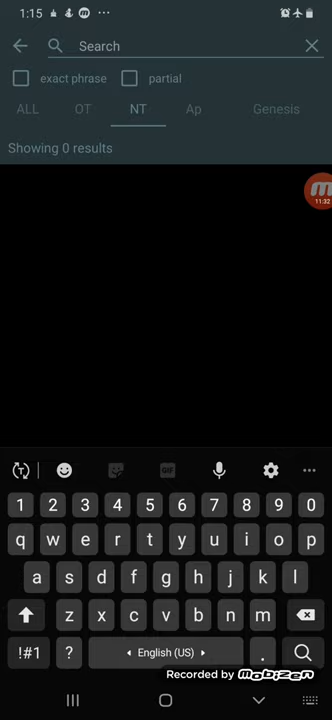 1:15
Search
exact phrase partial
ALL OT NT Ap Genesis
Showing 0 results
11:32
GIF
1 2 3 4 5 6 7 8 9 0
q w e r t y u i o p
a s d f g h j k l
z x c v b n m
!#1 ? English (US) .
Recorded by mobizen